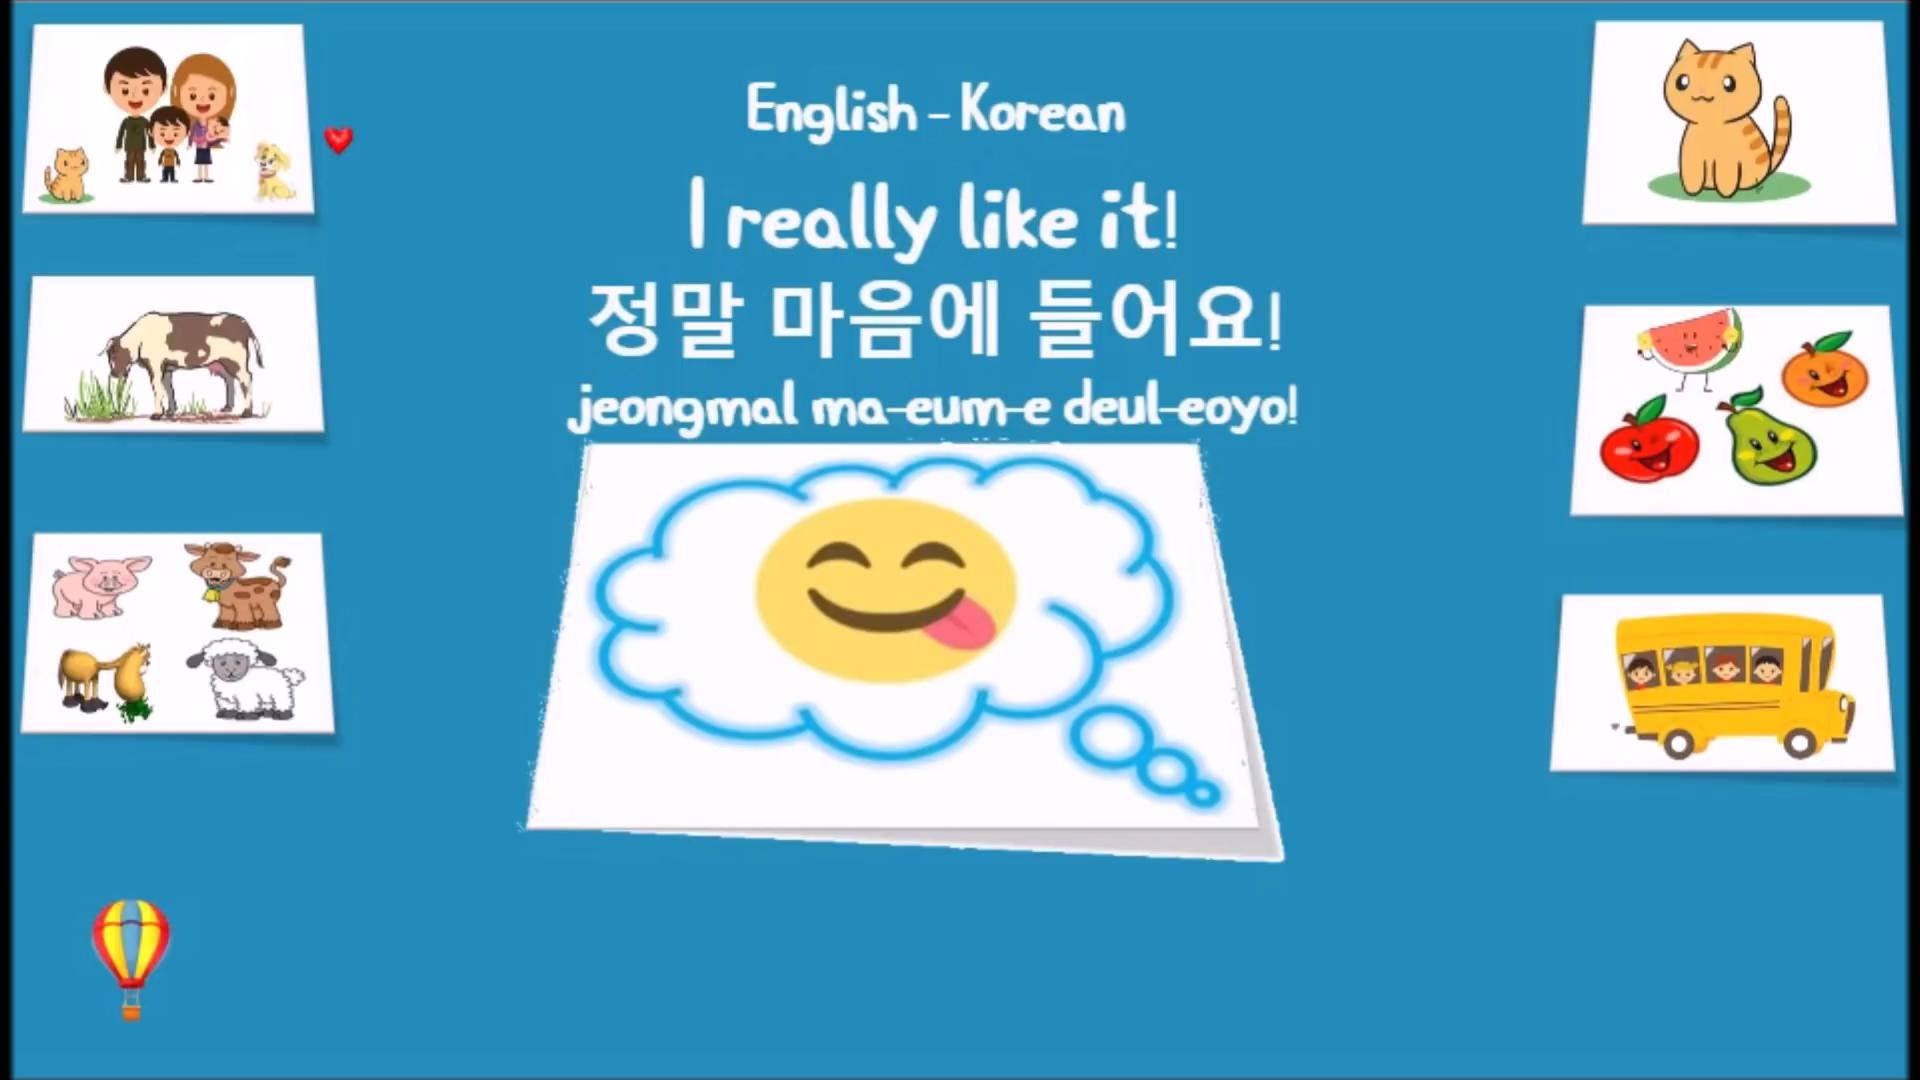 English - Korean
I really like it!
정말 마음에 들어요!
jeongmal ma-eum-e deul-eoyo!